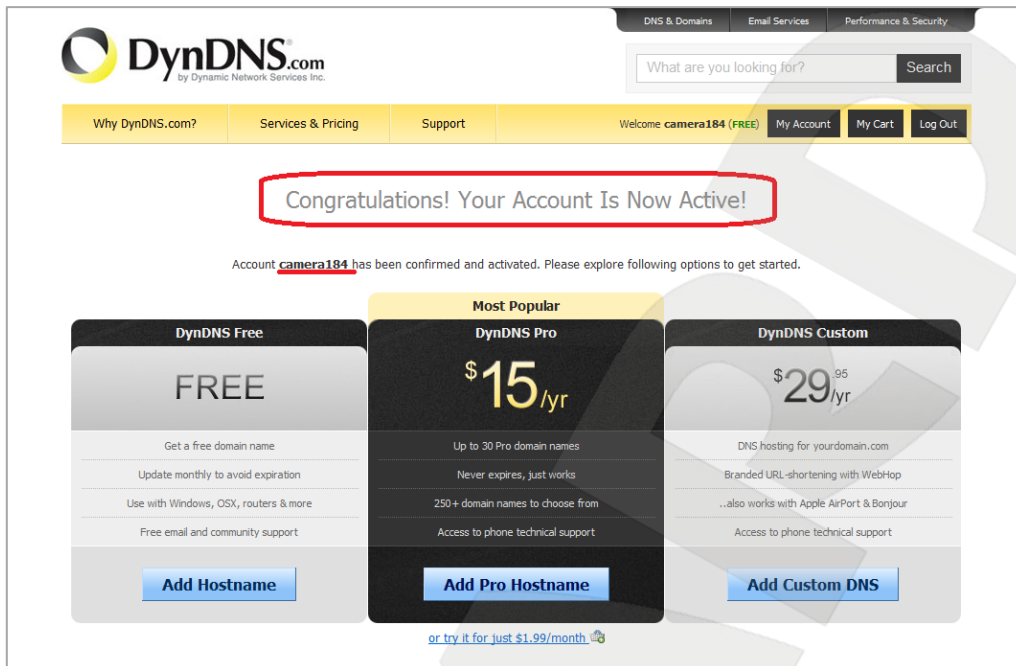 DNS & Domains Email Services Performance & Security
DynDNS.com
by Dynamic Network Services Inc.
What are you looking for? Search
Why DynDNS.com? Services & Pricing Support Welcome camera184 (FREE) My Account My Cart Log Out
Congratulations! Your Account Is Now Active!
Account camera184 has been confirmed and activated. Please explore following options to get started.
Most Popular
DynDNS Free DynDNS Pro DynDNS Custom
FREE $15/yr $29.95/yr
Get a free domain name Up to 30 Pro domain names DNS hosting for yourdomain.com
Update monthly to avoid expiration Never expires, just works Branded URL-shortening with WebHop
Use with Windows, OSX, routers & more 250+ domain names to choose from ..also works with Apple AirPort & Bonjour
Free email and community support Access to phone technical support Access to phone technical support
Add Hostname Add Pro Hostname Add Custom DNS
or try it for just $1.99/month